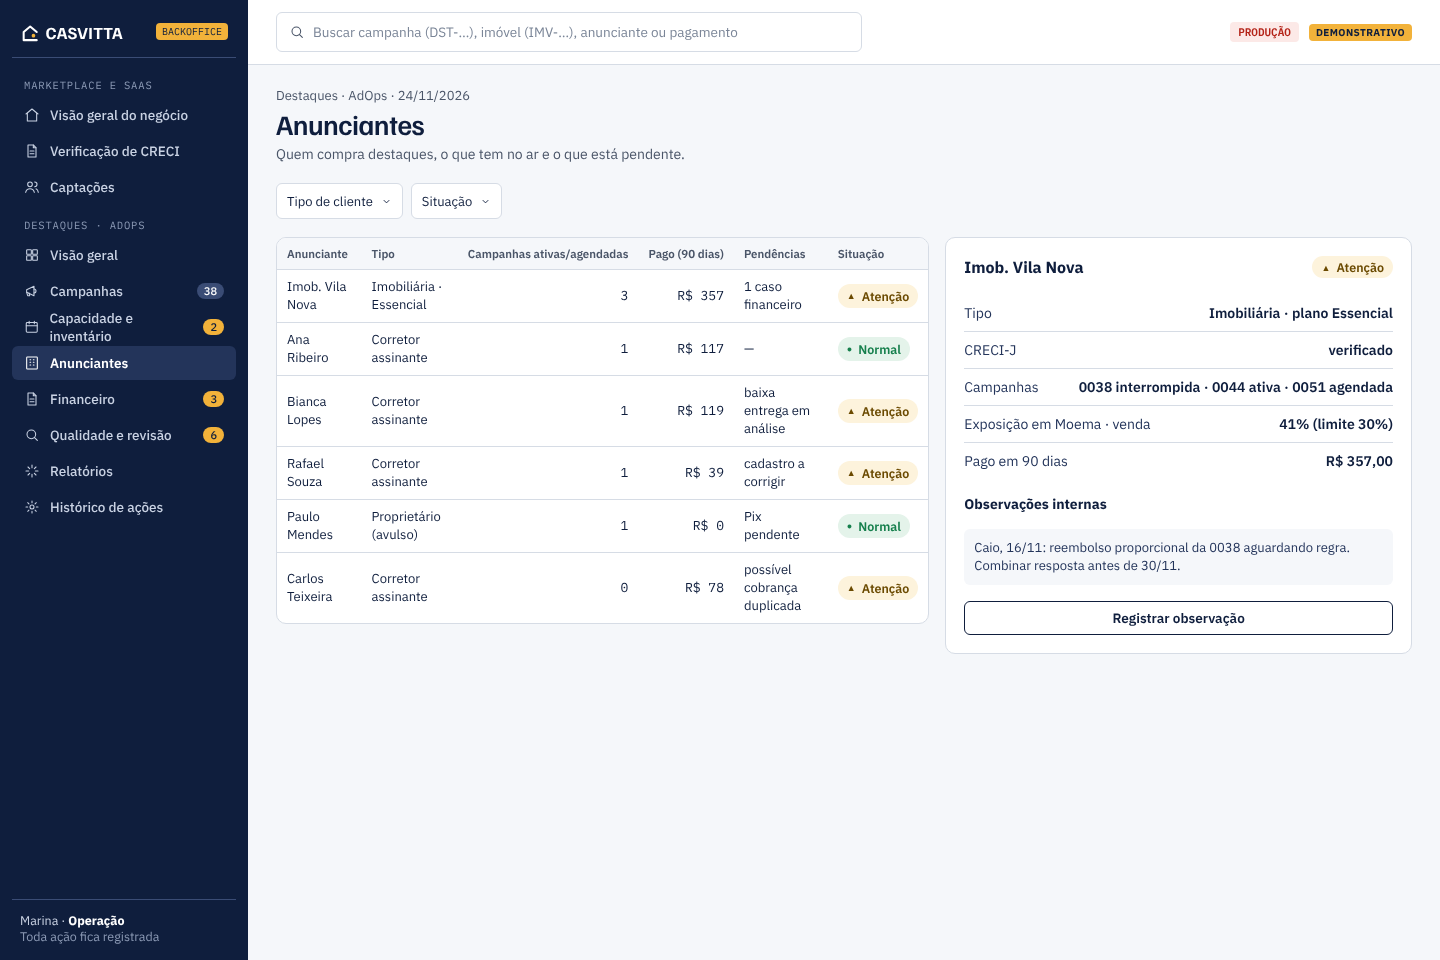 CASVITTA
BACKOFFICE
MARKETPLACE E SAAS
Visão geral do negócio
Verificação de CRECI
Captações
DESTAQUES · ADOPS
Visão geral
Campanhas 38
Capacidade e
inventário 2
Anunciantes
Financeiro 3
Qualidade e revisão 6
Relatórios
Histórico de ações
Marina · Operação
Toda ação fica registrada
Buscar campanha (DST-...), imóvel (IMV-...), anunciante ou pagamento
PRODUÇÃO
DEMONSTRATIVO
Destaques · AdOps · 24/11/2026
Anunciantes
Quem compra destaques, o que tem no ar e o que está pendente.
Tipo de cliente
Situação
Anunciante Tipo Campanhas ativas/agendadas Pago (90 dias) Pendências Situação
Imob. Vila Imobiliária · 1 caso
Nova Essencial 3 R$ 357 financeiro ▲ Atenção
Ana Corretor
Ribeiro assinante 1 R$ 117 — • Normal
baixa
Bianca Corretor entrega em
Lopes assinante 1 R$ 119 análise ▲ Atenção
Rafael Corretor cadastro a
Souza assinante 1 R$ 39 corrigir ▲ Atenção
Paulo Proprietário Pix
Mendes (avulso) 1 R$ 0 pendente • Normal
possível
Carlos Corretor cobrança
Teixeira assinante 0 R$ 78 duplicada ▲ Atenção
Imob. Vila Nova ▲ Atenção
Tipo Imobiliária · plano Essencial
CRECI-J verificado
Campanhas 0038 interrompida · 0044 ativa · 0051 agendada
Exposição em Moema · venda 41% (limite 30%)
Pago em 90 dias R$ 357,00
Observações internas
Caio, 16/11: reembolso proporcional da 0038 aguardando regra.
Combinar resposta antes de 30/11.
Registrar observação